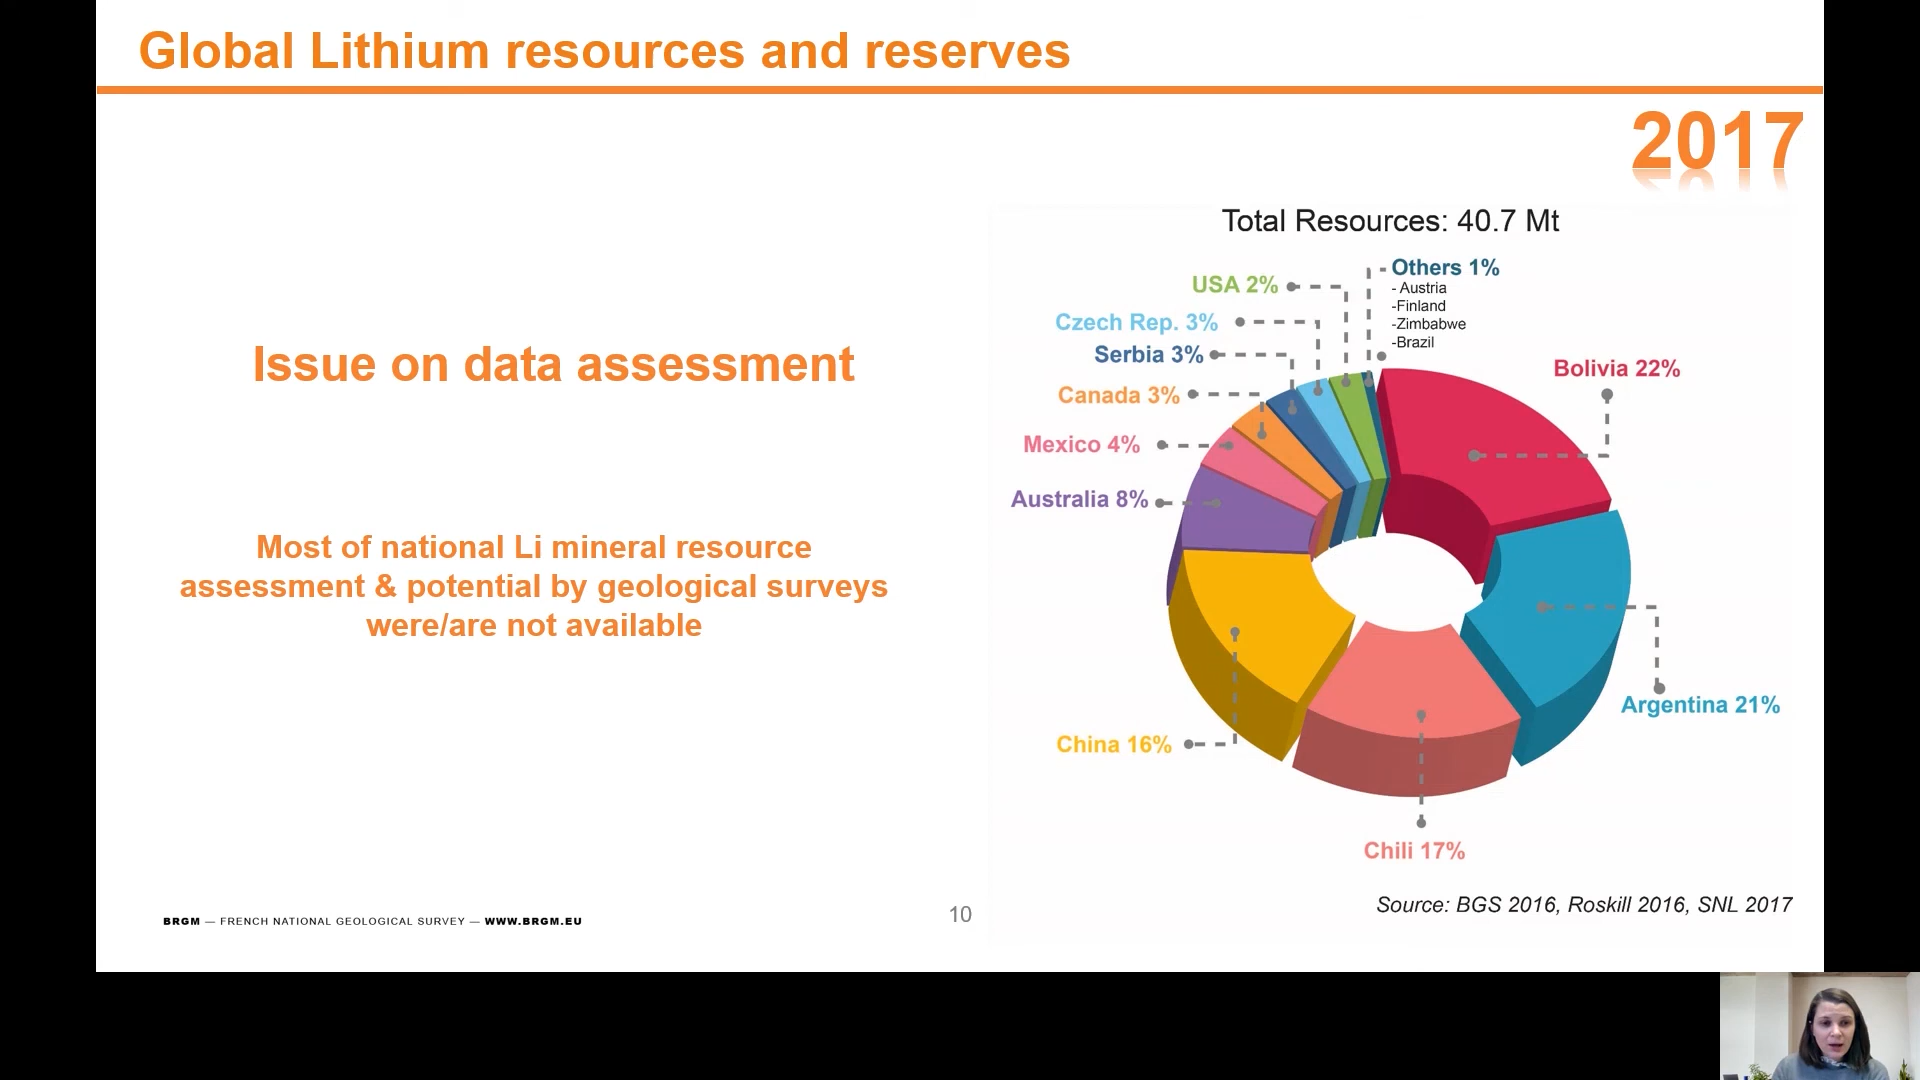 Global Lithium resources and reserves
2017
Issue on data assessment
Most of national Li mineral resource
assessment & potential by geological surveys
were/are not available
Total Resources: 40.7 Mt
Others 1%
- Austria
-Finland
-Zimbabwe
-Brazil
USA 2%
Czech Rep. 3%
Serbia 3%
Canada 3%
Mexico 4%
Australia 8%
Bolivia 22%
Argentina 21%
China 16%
Chili 17%
Source: BGS 2016, Roskill 2016, SNL 2017
BRGM — FRENCH NATIONAL GEOLOGICAL SURVEY — WWW.BRGM.EU
10